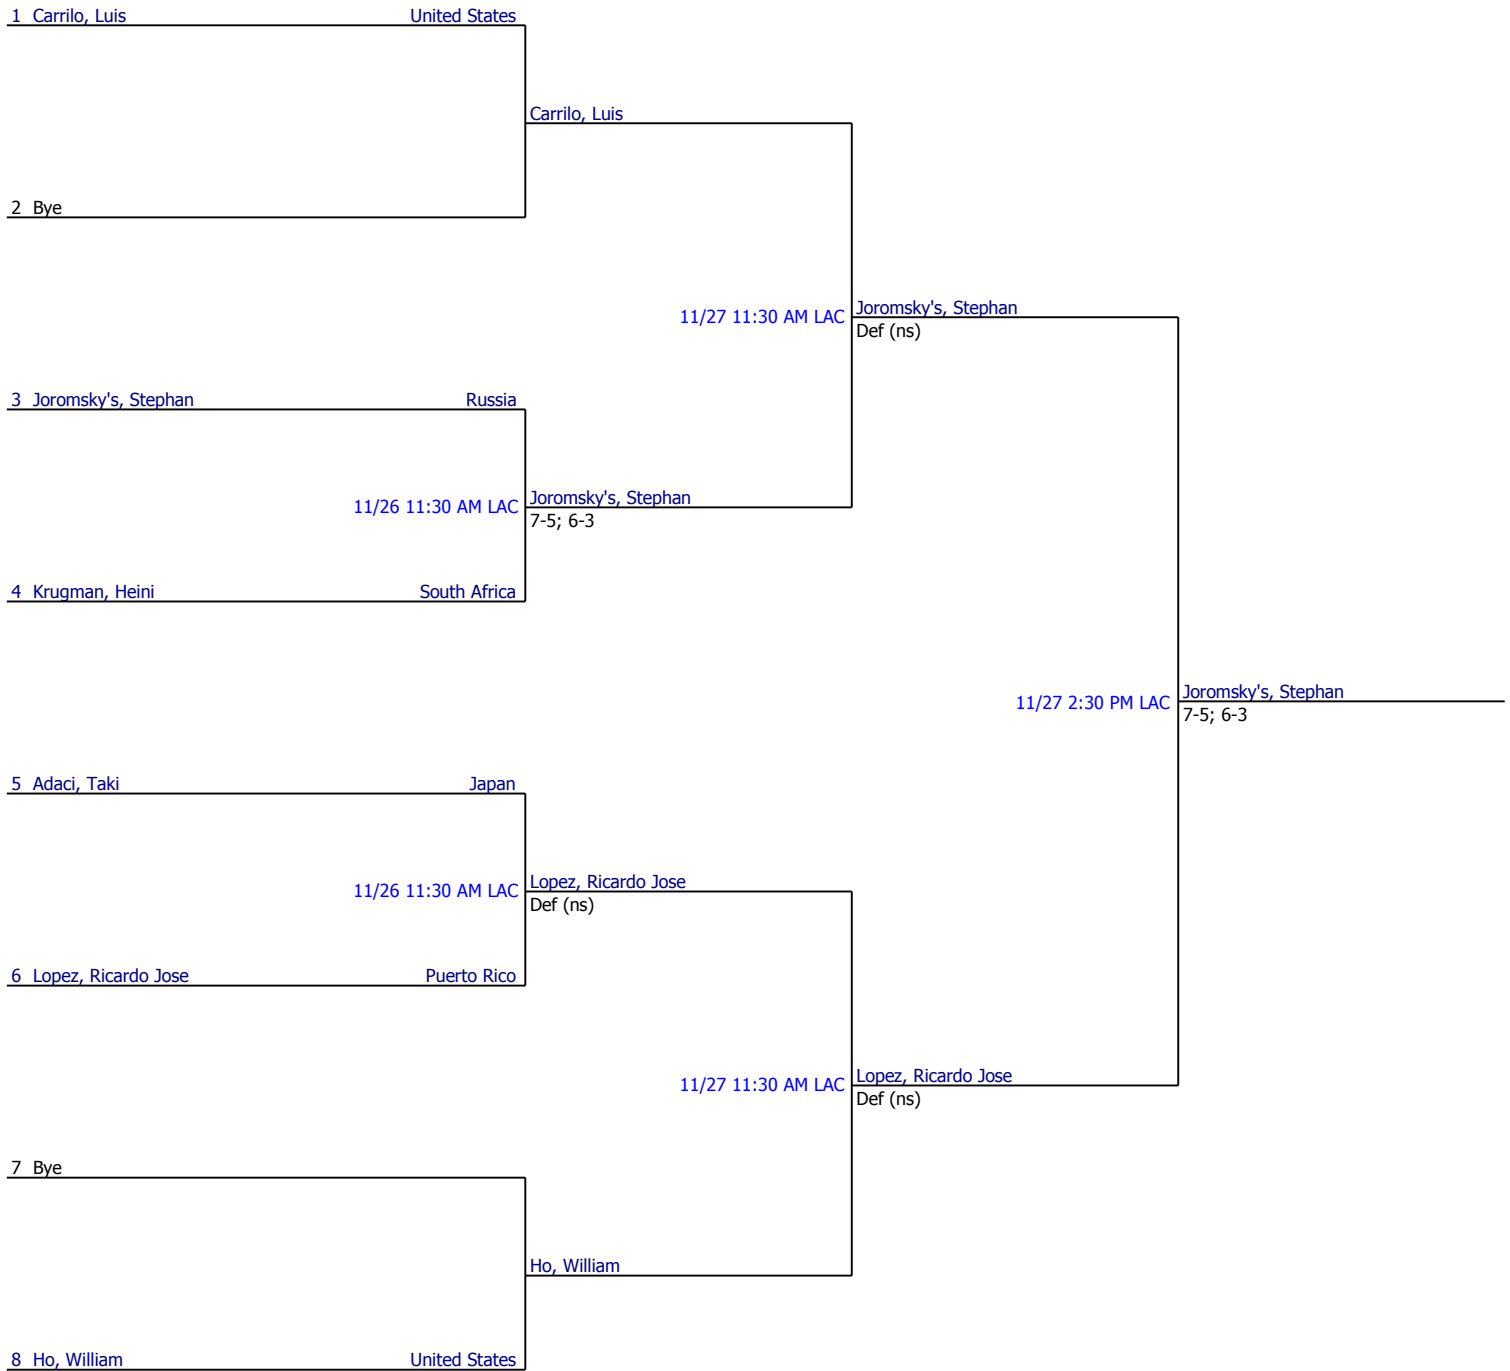 1 Carrilo, Luis United States
Carrilo, Luis
2 Bye
11/27 11:30 AM LAC Joromsky's, Stephan
Def (ns)
3 Joromsky's, Stephan Russia
11/26 11:30 AM LAC Joromsky's, Stephan
7-5; 6-3
4 Krugman, Heini South Africa
11/27 2:30 PM LAC Joromsky's, Stephan
7-5; 6-3
5 Adaci, Taki Japan
11/26 11:30 AM LAC Lopez, Ricardo Jose
Def (ns)
6 Lopez, Ricardo Jose Puerto Rico
11/27 11:30 AM LAC Lopez, Ricardo Jose
Def (ns)
7 Bye
Ho, William
8 Ho, William United States